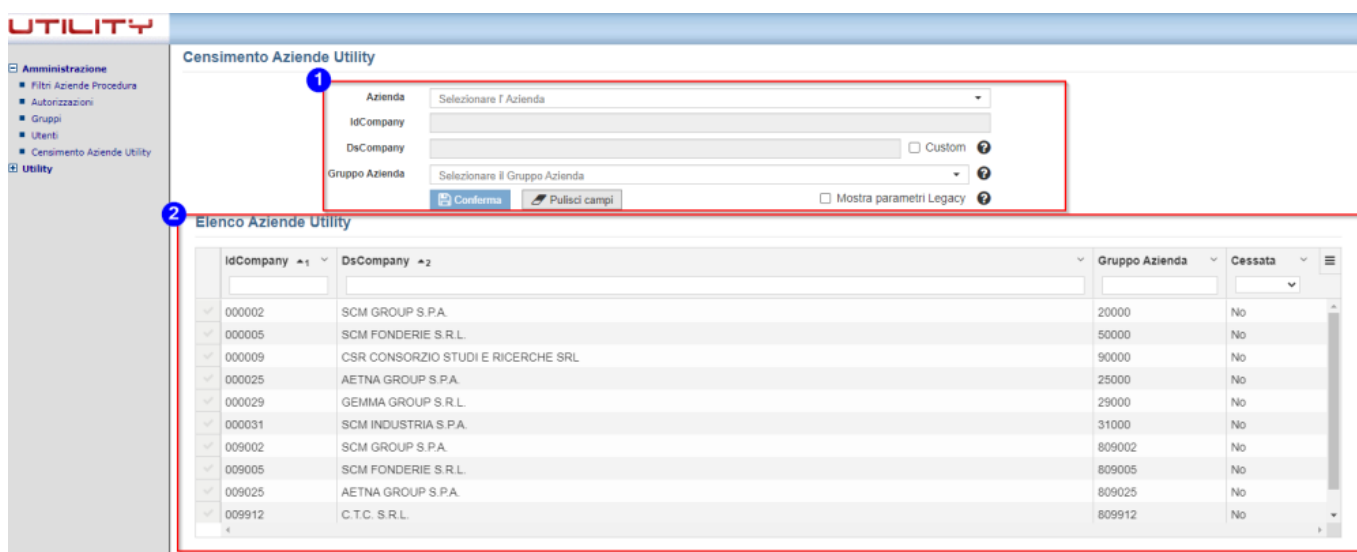 UTILITY
Amministrazione
Filtri Aziende Procedura
Autorizzazioni
Gruppi
Utenti
Censimento Aziende Utility
Utility
Censimento Aziende Utility
1
Azienda Selezionare l' Azienda
IdCompany
DsCompany Custom ?
Gruppo Azienda Selezionare il Gruppo Azienda ?
Conferma Pulisci campi Mostra parametri Legacy ?
2
Elenco Aziende Utility
IdCompany 1 DsCompany 2 Gruppo Azienda Cessata
000002 SCM GROUP S.P.A. 20000 No
000005 SCM FONDERIE S.R.L. 50000 No
000009 CSR CONSORZIO STUDI E RICERCHE SRL 90000 No
000025 AETNA GROUP S.P.A. 25000 No
000029 GEMMA GROUP S.R.L. 29000 No
000031 SCM INDUSTRIA S.P.A. 31000 No
009002 SCM GROUP S.P.A. 809002 No
009005 SCM FONDERIE S.R.L. 809005 No
009025 AETNA GROUP S.P.A. 809025 No
009912 C.T.C. S.R.L. 809912 No